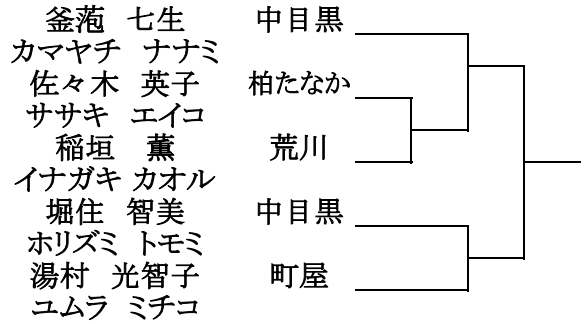 釜萢 七生 中目黒
カマヤチ ナナミ
佐々木 英子 柏たなか
ササキ エイコ
稲垣 薫 荒川
イナガキ カオル
堀住 智美 中目黒
ホリズミ トモミ
湯村 光智子 町屋
ユムラ ミチコ